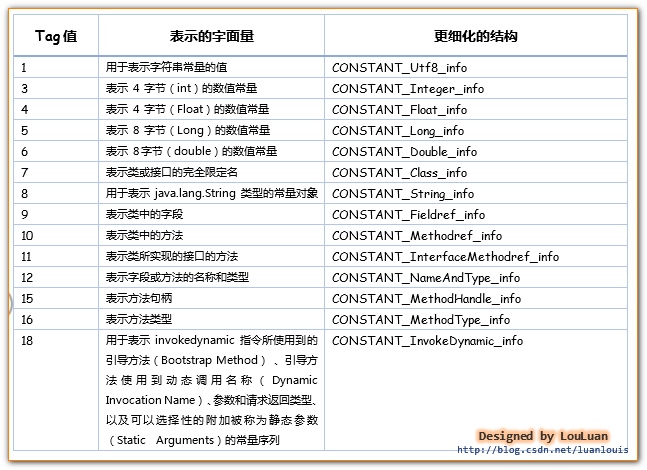 Tag值 表示的字面量 更细化的结构
1 用于表示字符串常量的值 CONSTANT_Utf8_info
3 表示 4 字节（int）的数值常量 CONSTANT_Integer_info
4 表示 4 字节（Float）的数值常量 CONSTANT_Float_info
5 表示 8 字节（Long）的数值常量 CONSTANT_Long_info
6 表示 8字节（double）的数值常量 CONSTANT_Double_info
7 表示类或接口的完全限定名 CONSTANT_Class_info
8 用于表示 java.lang.String 类型的常量对象 CONSTANT_String_info
9 表示类中的字段 CONSTANT_Fieldref_info
10 表示类中的方法 CONSTANT_Methodref_info
11 表示类所实现的接口的方法 CONSTANT_InterfaceMethodref_info
12 表示字段或方法的名称和类型 CONSTANT_NameAndType_info
15 表示方法句柄 CONSTANT_MethodHandle_info
16 表示方法类型 CONSTANT_MethodType_info
18 用于表示 invokedynamic 指令所使用到的 CONSTANT_InvokeDynamic_info
引导方法（Bootstrap Method）、引导方
法使用到动态调用名称（Dynamic
Invocation Name）、参数和请求返回类型、
以及可以选择性的附加被称为静态参数
（Static Arguments）的常量序列
Designed by LouLuan
http://blog.csdn.net/luanlouis